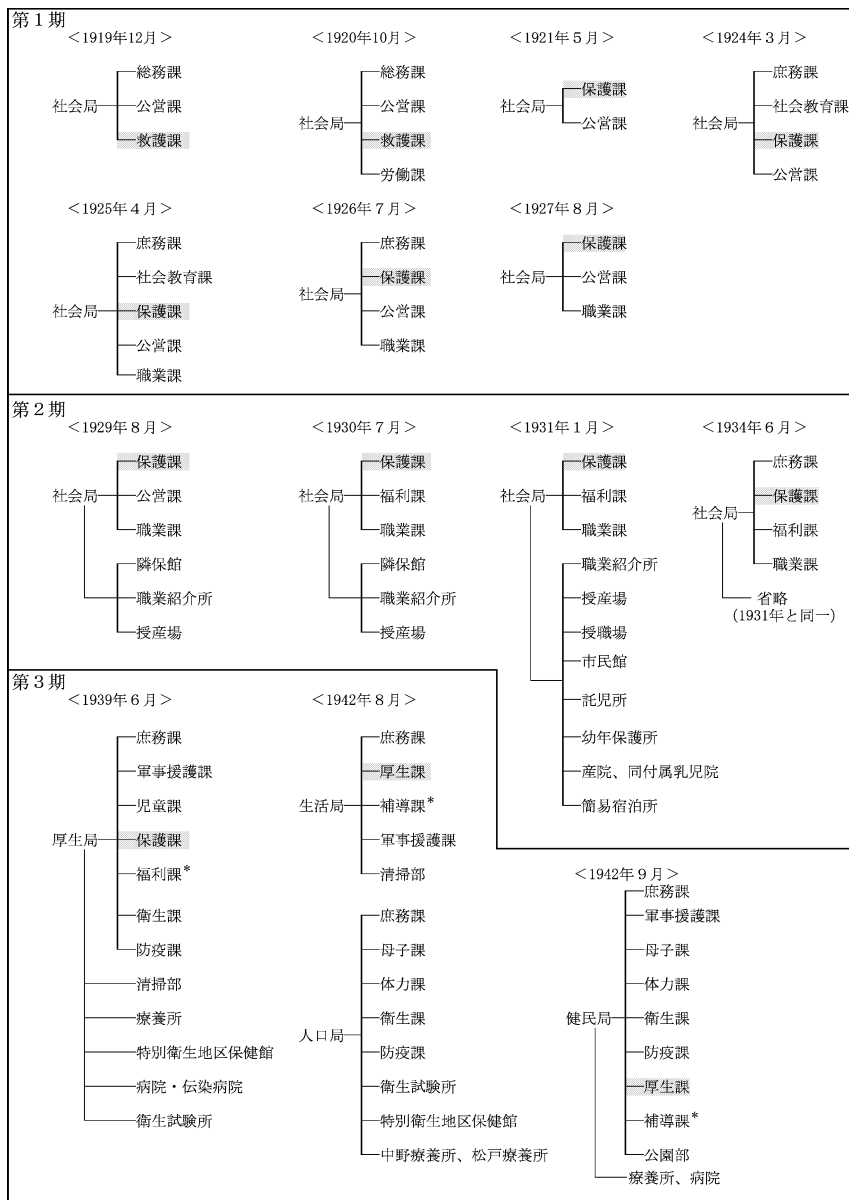 第1期
<1919年12月>
社会局
総務課
公営課
救護課
<1920年10月>
社会局
総務課
公営課
救護課
労働課
<1921年5月>
社会局
保護課
公営課
<1924年3月>
社会局
庶務課
社会教育課
保護課
公営課
<1925年4月>
社会局
庶務課
社会教育課
保護課
公営課
職業課
<1926年7月>
社会局
庶務課
保護課
公営課
職業課
<1927年8月>
社会局
保護課
公営課
職業課
第2期
<1929年8月>
社会局
保護課
公営課
職業課
隣保館
職業紹介所
授産場
<1930年7月>
社会局
保護課
福利課
職業課
隣保館
職業紹介所
授産場
<1931年1月>
社会局
保護課
福利課
職業課
職業紹介所
授産場
授職場
市民館
託児所
幼年保護所
産院、同付属乳児院
簡易宿泊所
<1934年6月>
社会局
庶務課
保護課
福利課
職業課
省略
(1931年と同一)
第3期
<1939年6月>
厚生局
庶務課
軍事援護課
児童課
保護課
福利課*
衛生課
防疫課
清掃部
療養所
特別衛生地区保健館
病院・伝染病院
衛生試験所
<1942年8月>
生活局
庶務課
厚生課
補導課*
軍事援護課
清掃部
人口局
庶務課
母子課
体力課
衛生課
防疫課
衛生試験所
特別衛生地区保健館
中野療養所、松戸療養所
<1942年9月>
健民局
庶務課
軍事援護課
母子課
体力課
衛生課
防疫課
厚生課
補導課*
公園部
療養所、病院